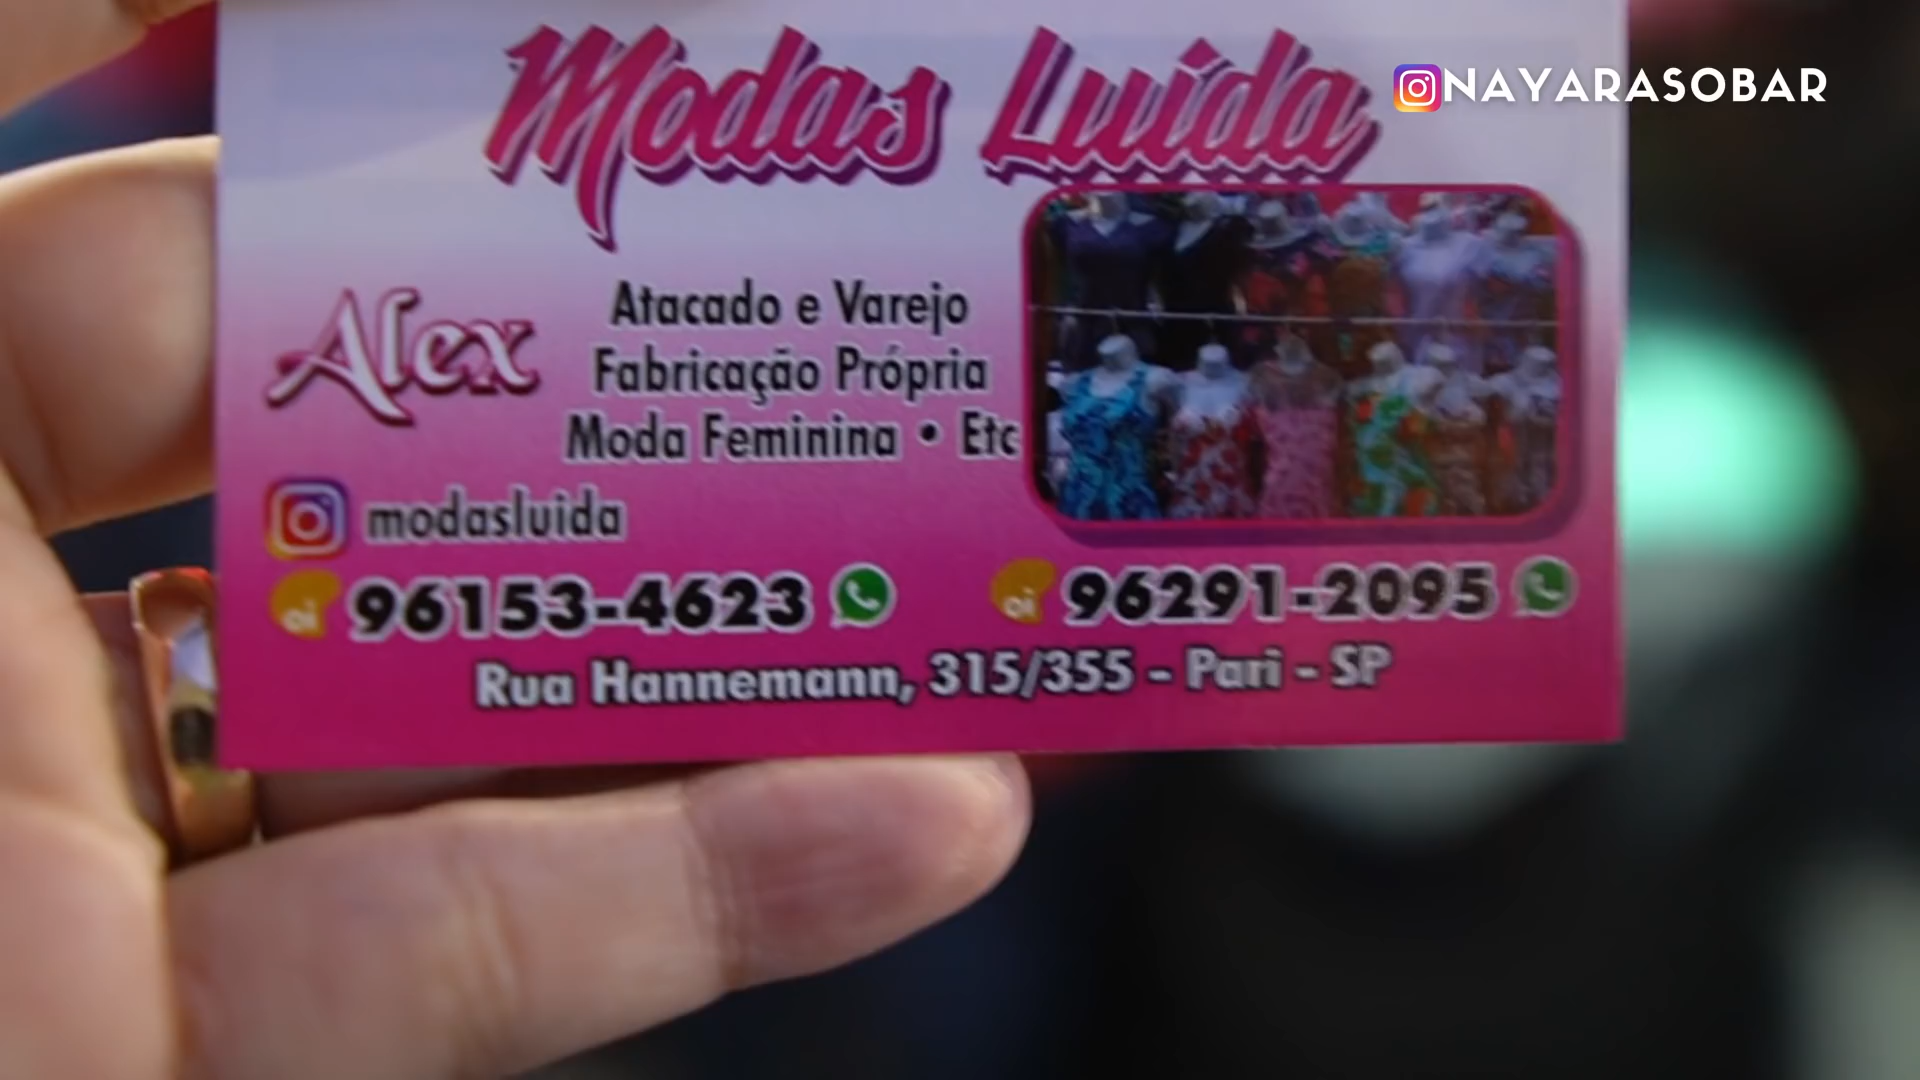 Modas Luida
NAYARASOBAR
Alex
Atacado e Varejo
Fabricação Própria
Moda Feminina • Etc
modasluida
oi 96153-4623
oi 96291-2095
Rua Hannemann, 315/355 - Pari - SP